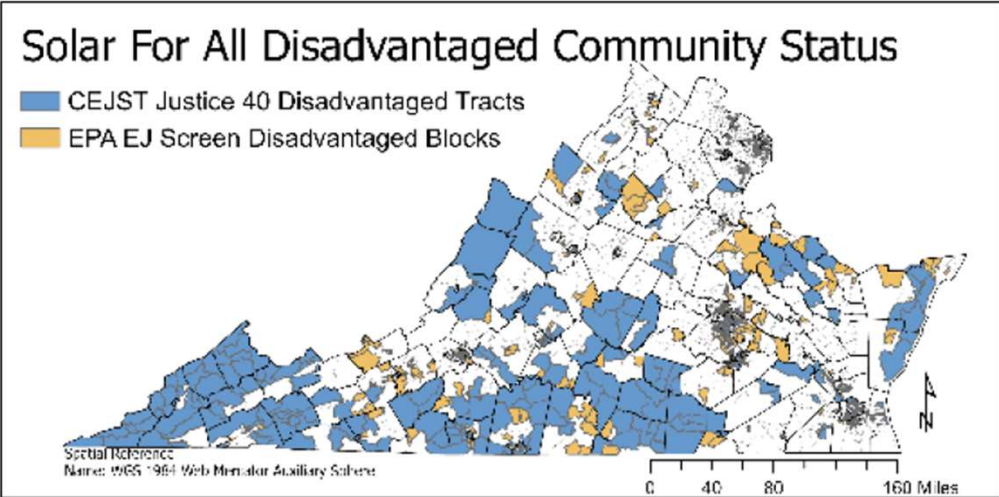 Solar For All Disadvantaged Community Status
CEJST Justice 40 Disadvantaged Tracts
EPA EJ Screen Disadvantaged Blocks
Spatial Reference
Name: WGS 1984 Web Mercator Auxiliary Sphere
N
0 40 80 160 Miles